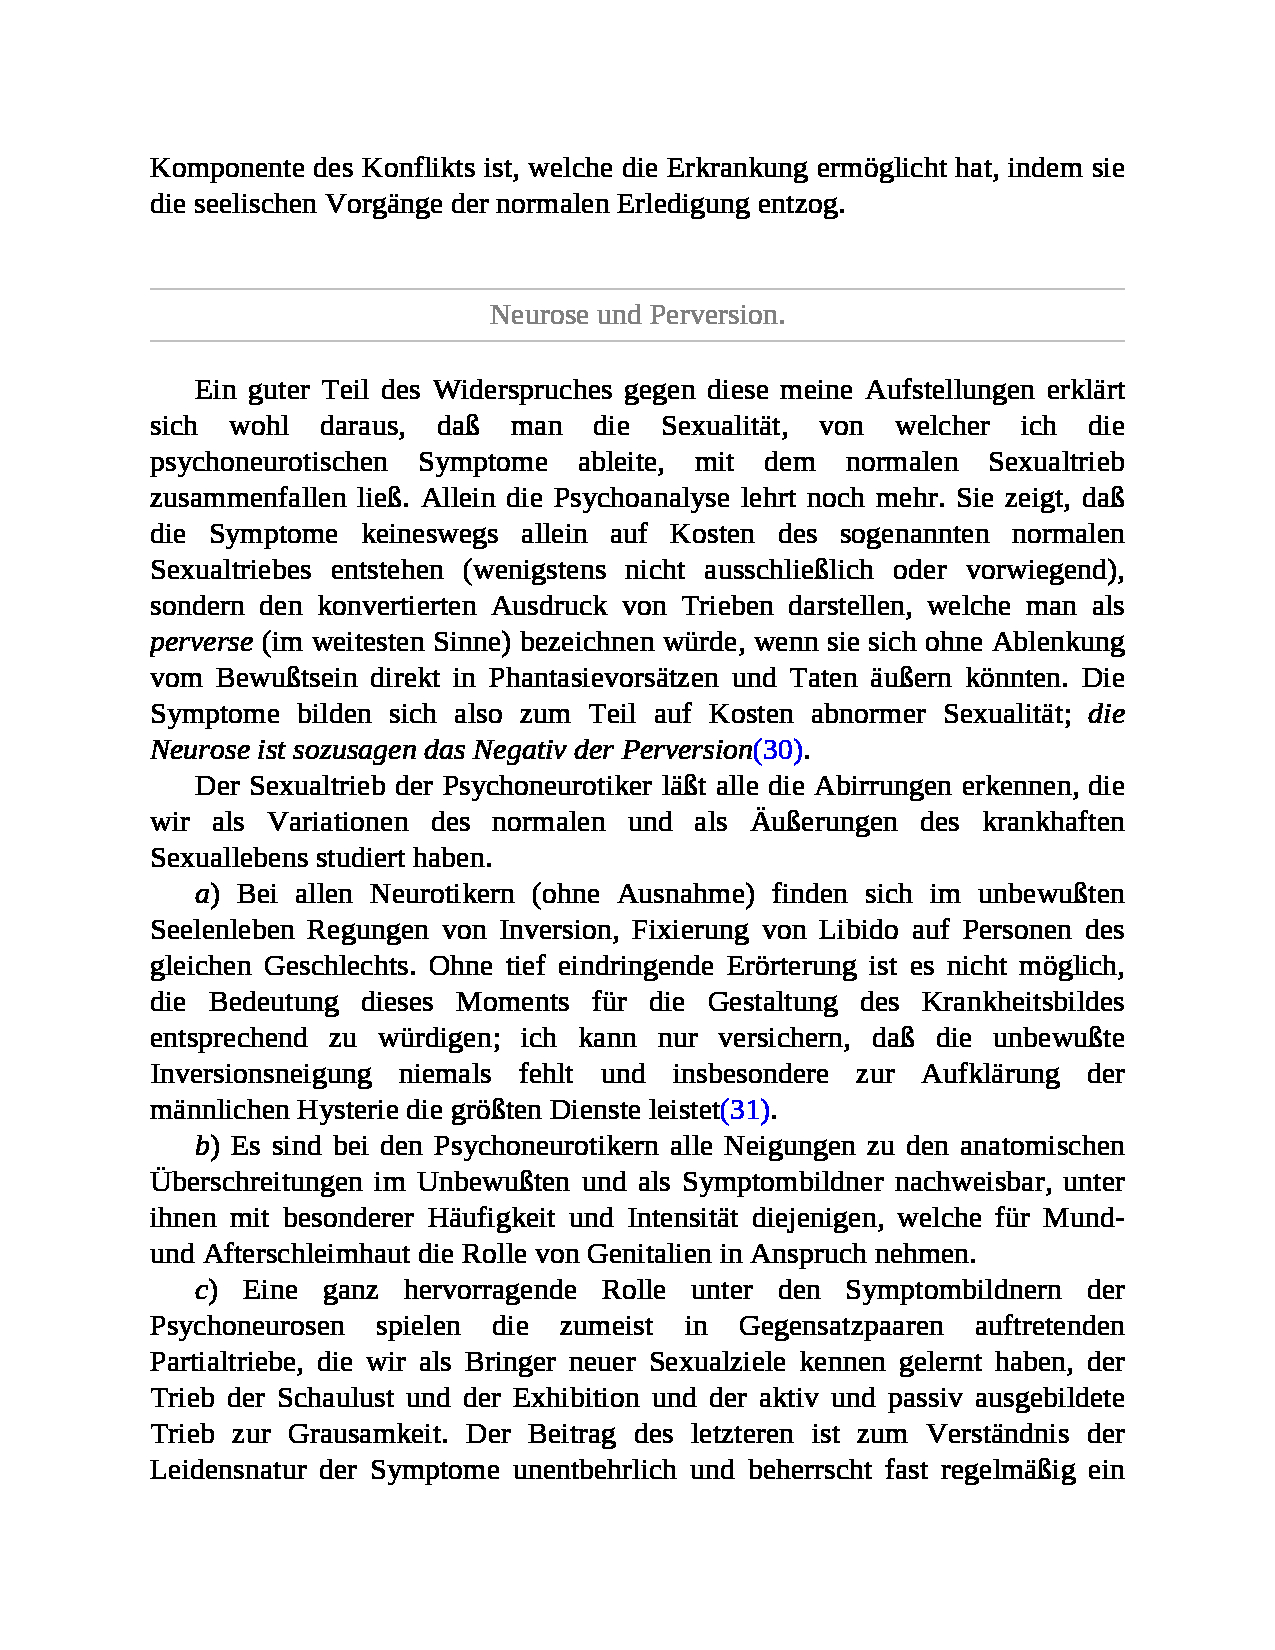 Komponente des Konflikts ist, welche die Erkrankung ermöglicht hat, indem sie
die seelischen Vorgänge der normalen Erledigung entzog.
Neurose und Perversion.
Ein guter Teil des Widerspruches gegen diese meine Aufstellungen erklärt
sich wohl daraus, daß man die Sexualität, von welcher ich die
psychoneurotischen Symptome ableite, mit dem normalen Sexualtrieb
zusammenfallen ließ. Allein die Psychoanalyse lehrt noch mehr. Sie zeigt, daß
die Symptome keineswegs allein auf Kosten des sogenannten normalen
Sexualtriebes entstehen (wenigstens nicht ausschließlich oder vorwiegend),
sondern den konvertierten Ausdruck von Trieben darstellen, welche man als
perverse (im weitesten Sinne) bezeichnen würde, wenn sie sich ohne Ablenkung
vom Bewußtsein direkt in Phantasievorsätzen und Taten äußern könnten. Die
Symptome bilden sich also zum Teil auf Kosten abnormer Sexualität; die
Neurose ist sozusagen das Negativ der Perversion(30).
Der Sexualtrieb der Psychoneurotiker läßt alle die Abirrungen erkennen, die
wir als Variationen des normalen und als Äußerungen des krankhaften
Sexuallebens studiert haben.
a) Bei allen Neurotikern (ohne Ausnahme) finden sich im unbewußten
Seelenleben Regungen von Inversion, Fixierung von Libido auf Personen des
gleichen Geschlechts. Ohne tief eindringende Erörterung ist es nicht möglich,
die Bedeutung dieses Moments für die Gestaltung des Krankheitsbildes
entsprechend zu würdigen; ich kann nur versichern, daß die unbewußte
Inversionsneigung niemals fehlt und insbesondere zur Aufklärung der
männlichen Hysterie die größten Dienste leistet(31).
b) Es sind bei den Psychoneurotikern alle Neigungen zu den anatomischen
Überschreitungen im Unbewußten und als Symptombildner nachweisbar, unter
ihnen mit besonderer Häufigkeit und Intensität diejenigen, welche für Mund-
und Afterschleimhaut die Rolle von Genitalien in Anspruch nehmen.
c) Eine ganz hervorragende Rolle unter den Symptombildnern der
Psychoneurosen spielen die zumeist in Gegensatzpaaren auftretenden
Partialtriebe, die wir als Bringer neuer Sexualziele kennen gelernt haben, der
Trieb der Schaulust und der Exhibition und der aktiv und passiv ausgebildete
Trieb zur Grausamkeit. Der Beitrag des letzteren ist zum Verständnis der
Leidensnatur der Symptome unentbehrlich und beherrscht fast regelmäßig ein